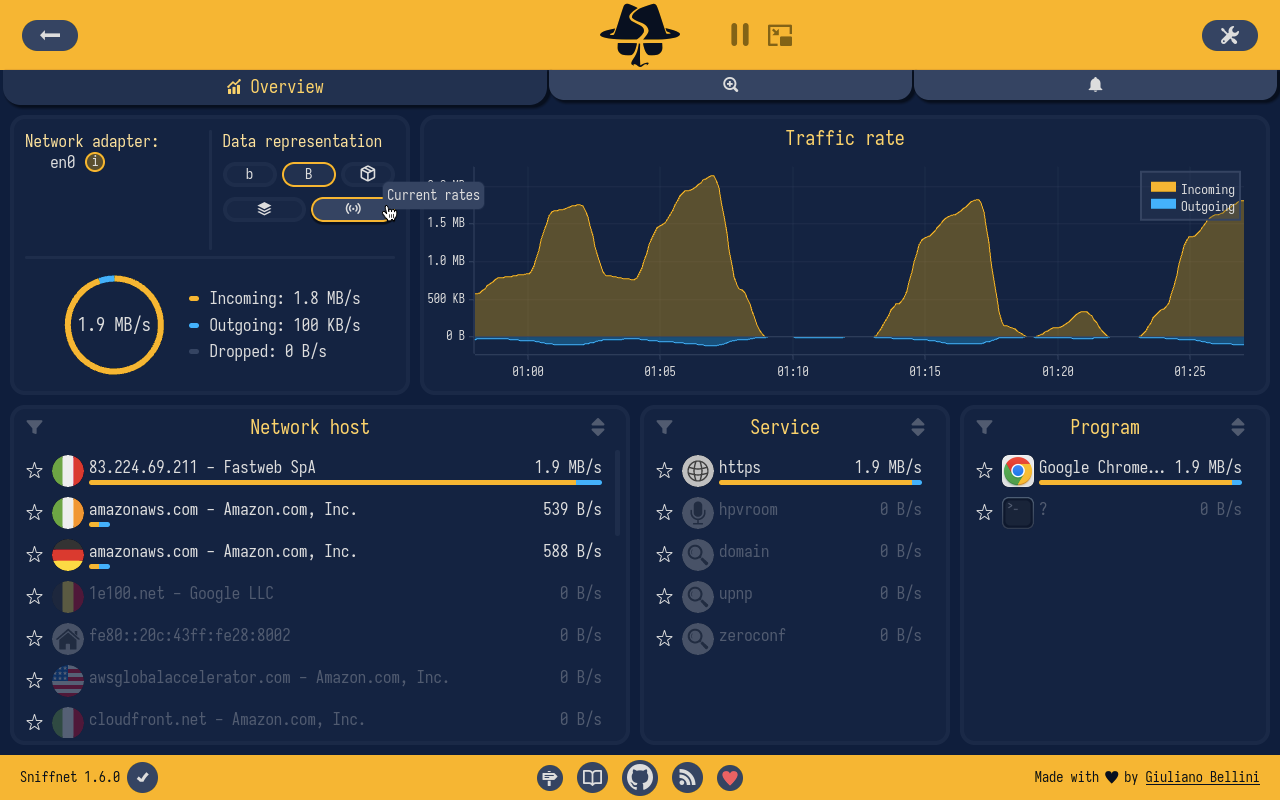 Overview
Network adapter:
en0 i
Data representation
b B
Current rates
1.9 MB/s
Incoming: 1.8 MB/s
Outgoing: 100 KB/s
Dropped: 0 B/s
Traffic rate
1.5 MB
1.0 MB
500 KB
0 B
Incoming
Outgoing
01:00 01:05 01:10 01:15 01:20 01:25
Network host
83.224.69.211 - Fastweb SpA 1.9 MB/s
amazonaws.com - Amazon.com, Inc. 539 B/s
amazonaws.com - Amazon.com, Inc. 588 B/s
1e100.net - Google LLC 0 B/s
fe80::20c:43ff:fe28:8002 0 B/s
awsglobalaccelerator.com - Amazon.com, Inc. 0 B/s
cloudfront.net - Amazon.com, Inc. 0 B/s
Service
https 1.9 MB/s
hpvroom 0 B/s
domain 0 B/s
upnp 0 B/s
zeroconf 0 B/s
Program
Google Chrome... 1.9 MB/s
? 0 B/s
Sniffnet 1.6.0
Made with ♥ by Giuliano Bellini